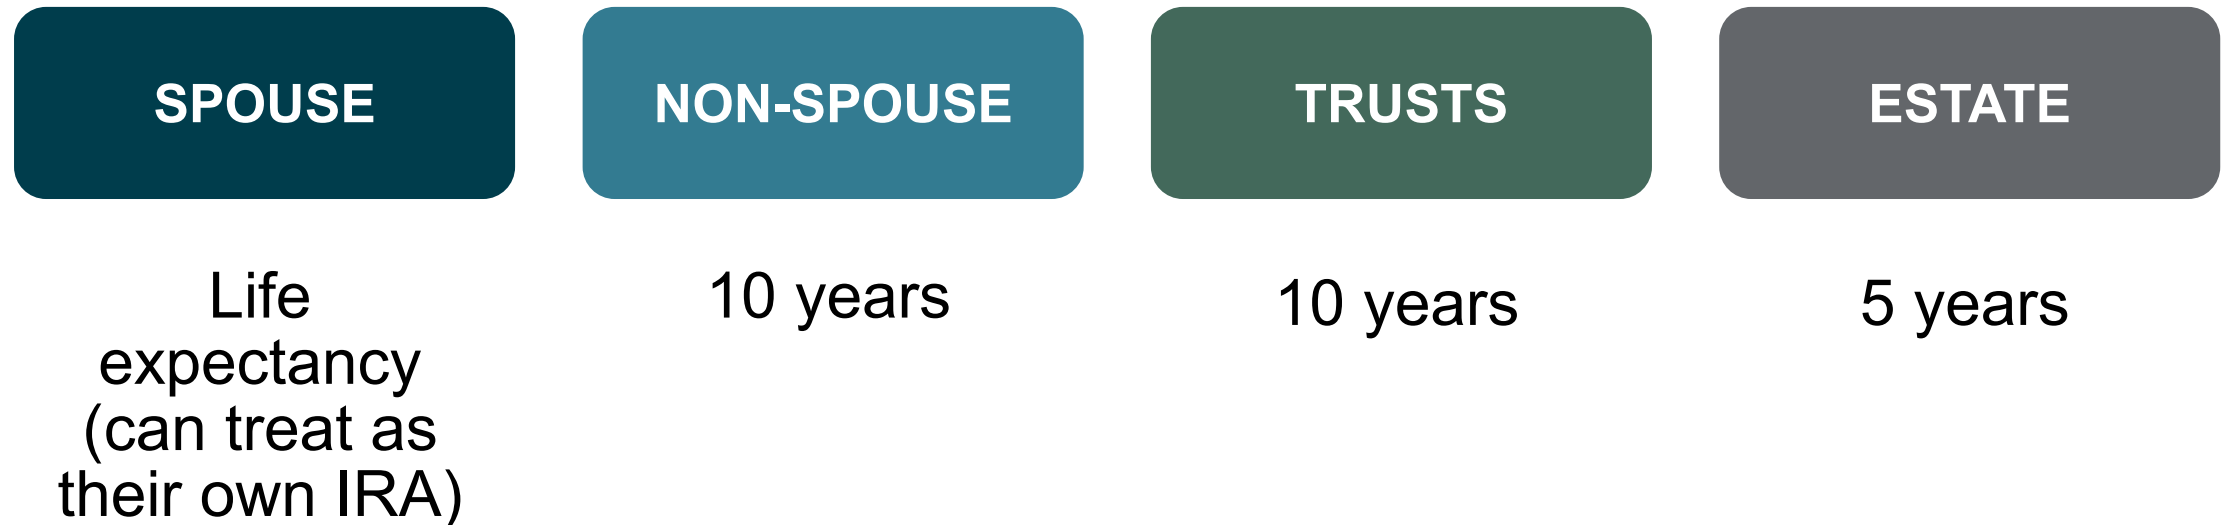 SPOUSE
NON-SPOUSE
TRUSTS
ESTATE
Life
expectancy
(can treat as
their own IRA)
10 years
10 years
5 years